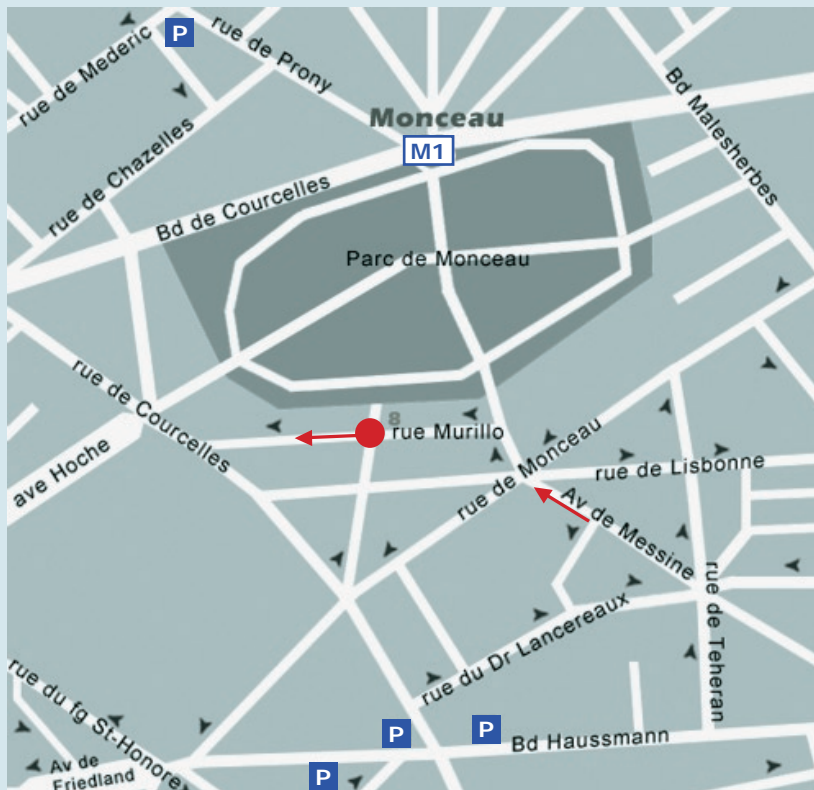 P
rue de Mederic
rue de Prony
Monceau
M1
Bd Malesherbes
rue de Chazelles
Bd de Courcelles
Parc de Monceau
rue de Courcelles
8
rue Murillo
ave Hoche
rue de Monceau
rue de Lisbonne
Av de Messine
rue de Teheran
rue du Dr Lancereaux
rue du fg St-Honore
P
P
Bd Haussmann
Av de
Friedland
P